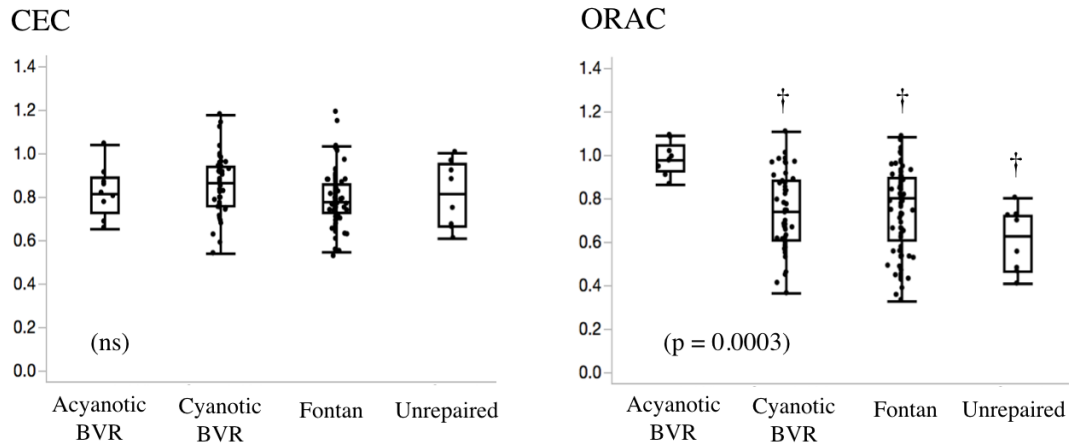 CEC
1.4
1.2
1.0
0.8
0.6
0.4
0.2
0.0
(ns)
Acyanotic
BVR
Cyanotic
BVR
Fontan
Unrepaired
ORAC
1.4
1.2
1.0
0.8
0.6
0.4
0.2
0.0
†
†
†
(p = 0.0003)
Acyanotic
BVR
Cyanotic
BVR
Fontan
Unrepaired